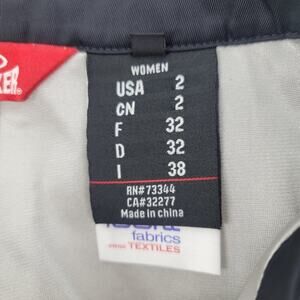 WOMEN
USA 2
CN 2
F 32
D 32
I 38
RN#73344
CA#32277
Made in china
fabrics
TEXTILES